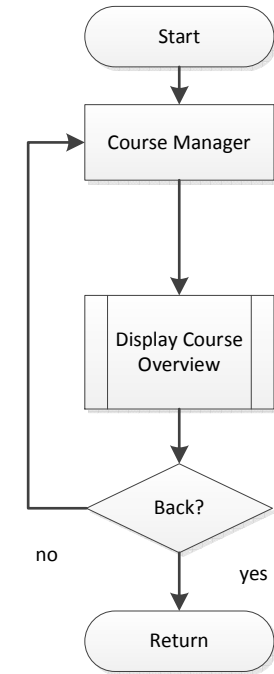 Start
Course Manager
Display Course
Overview
Back?
no
yes
Return